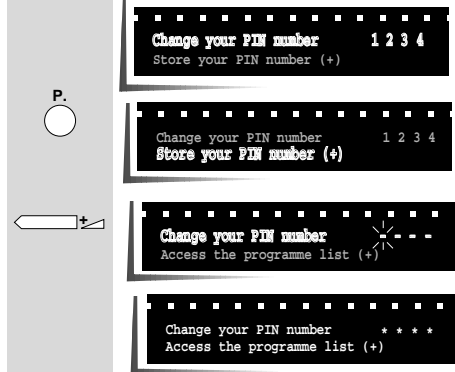 Change your PIN number 1 2 3 4
Store your PIN number (+)
P.
Change your PIN number 1 2 3 4
Store your PIN number (+)
+
Change your PIN number - - - -
Access the programme list (+)
Change your PIN number * * * *
Access the programme list (+)